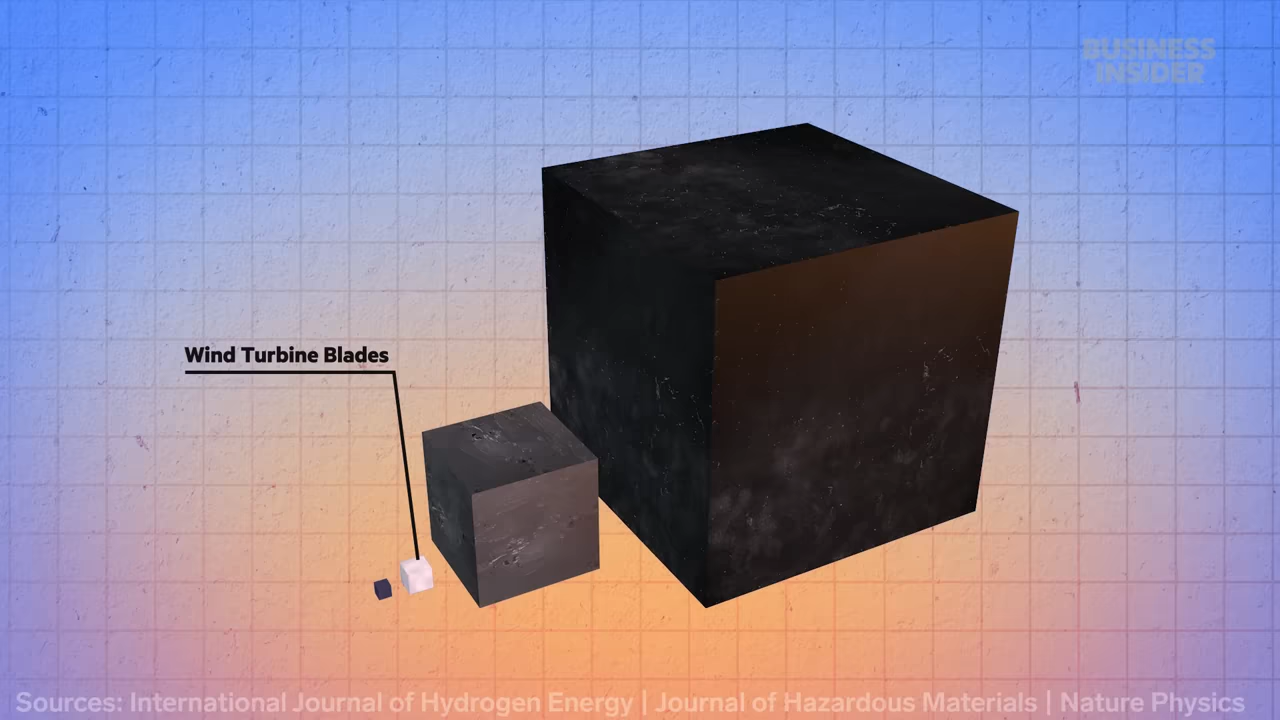 BUSINESS
INSIDER
Wind Turbine Blades
Sources: International Journal of Hydrogen Energy | Journal of Hazardous Materials | Nature Physics